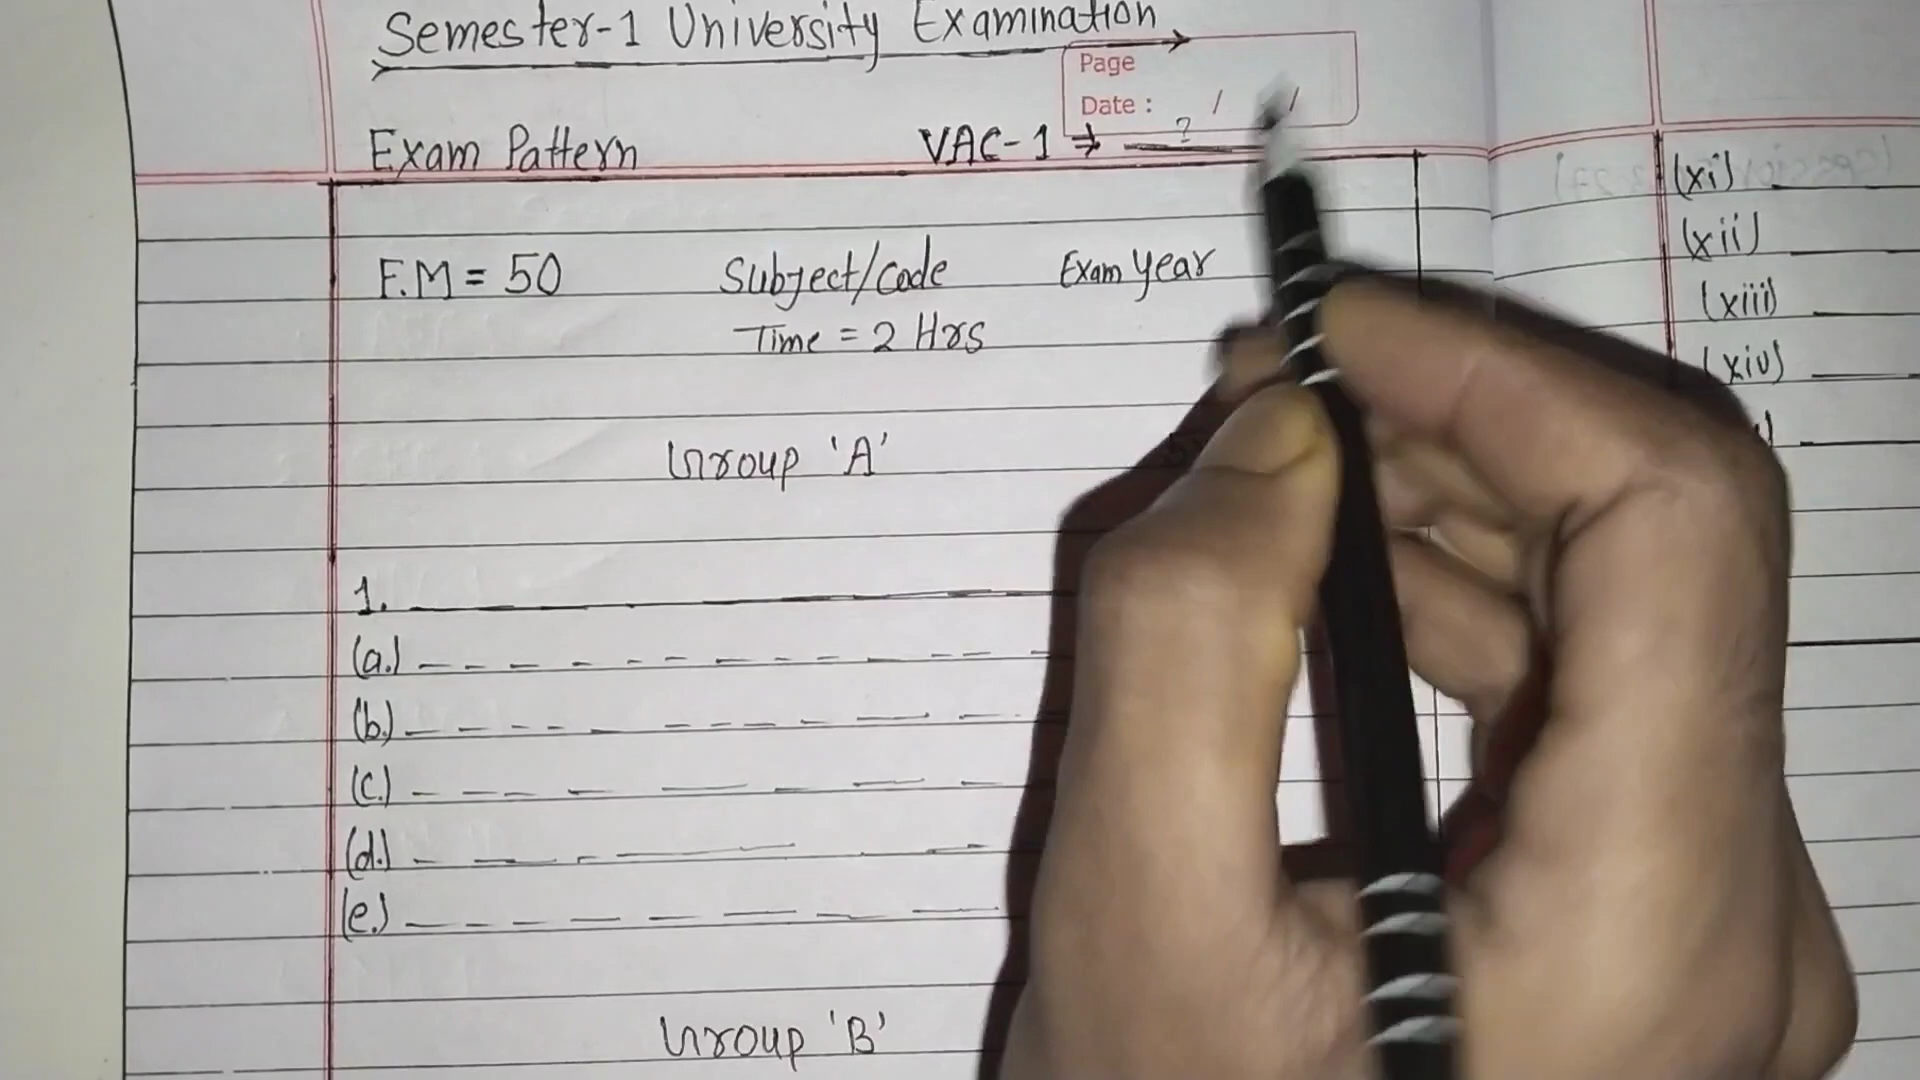 Semester-1 University Examination
Page
Date : / /
Exam Pattern VAC-1 → ?
F.M = 50 Subject/Code Exam Year
Time = 2 Hrs
Group 'A'
1.
(a.)
(b.)
(c.)
(d.)
(e.)
Group 'B'
(xi)
(xii)
(xiii)
(xiv)